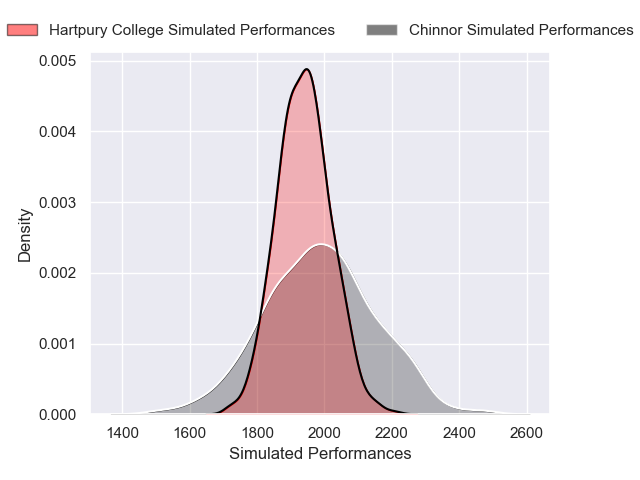 Hartpury College Simulated Performances
Chinnor Simulated Performances
0.005
0.004
0.003
0.002
0.001
0.000
Density
1400 1600 1800 2000 2200 2400 2600
Simulated Performances